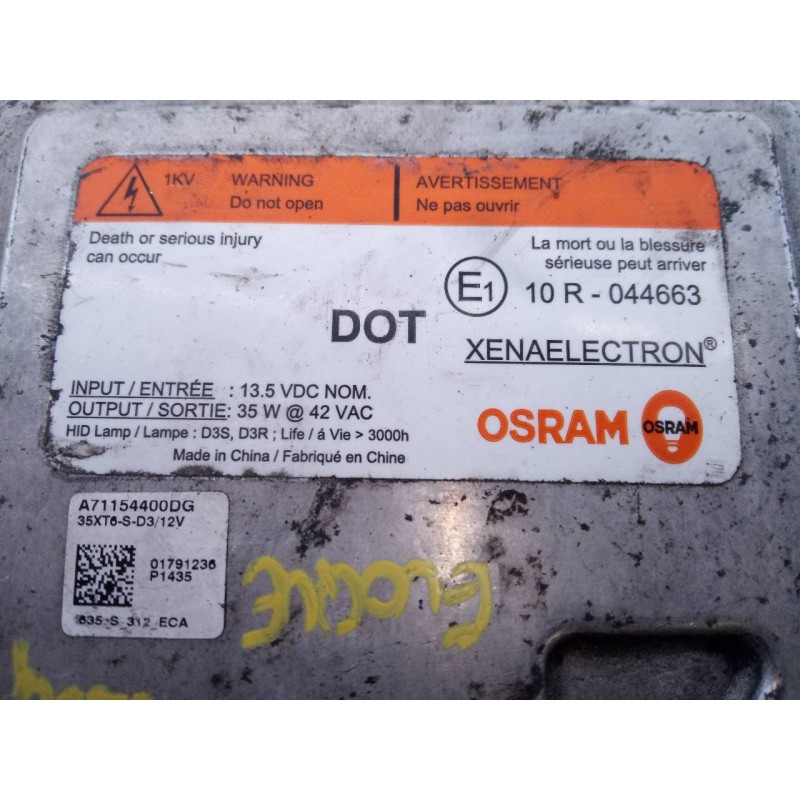 1KV WARNING AVERTISSEMENT
Do not open Ne pas ouvrir
Death or serious injury
can occur
La mort ou la blessure
sérieuse peut arriver
E1 10 R - 044663
DOT
XENAELECTRON®
INPUT / ENTRÉE : 13.5 VDC NOM.
OUTPUT / SORTIE: 35 W @ 42 VAC
HID Lamp / Lampe : D3S, D3R ; Life / á Vie > 3000h
Made in China / Fabriqué en Chine
OSRAM OSRAM
A71154400DG
35XT6-S-D3/12V
01791236
P1435
635-S 312 ECA